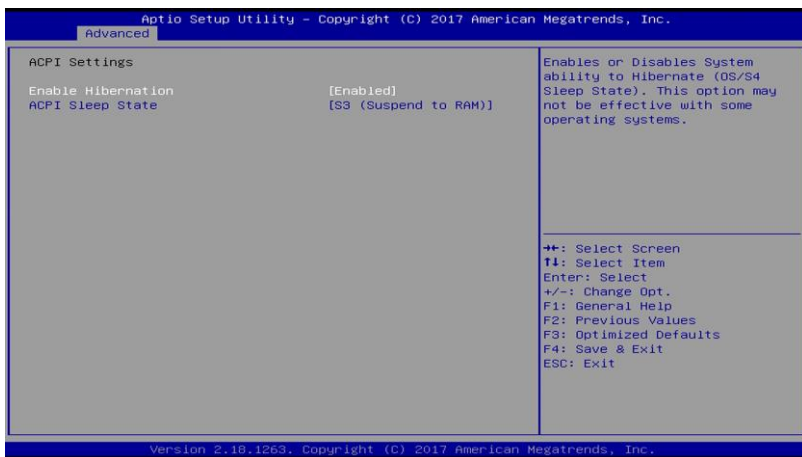 Aptio Setup Utility – Copyright (C) 2017 American Megatrends, Inc.
Advanced
ACPI Settings
Enable Hibernation [Enabled]
ACPI Sleep State [S3 (Suspend to RAM)]
Enables or Disables System
ability to Hibernate (OS/S4
Sleep State). This option may
not be effective with some
operating systems.
→←: Select Screen
↑↓: Select Item
Enter: Select
+/-: Change Opt.
F1: General Help
F2: Previous Values
F3: Optimized Defaults
F4: Save & Exit
ESC: Exit
Version 2.18.1263. Copyright (C) 2017 American Megatrends, Inc.